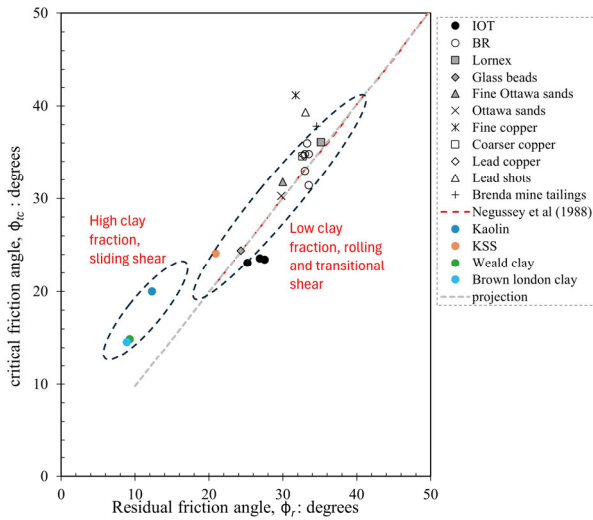 50
40
30
20
10
0
0
10
20
30
40
50
critical friction angle, ϕtc : degrees
Residual friction angle, ϕr : degrees
High clay
fraction,
sliding shear
Low clay
fraction, rolling
and transitional
shear
IOT
BR
Lornex
Glass beads
Fine Ottawa sands
Ottawa sands
Fine copper
Coarser copper
Lead copper
Lead shots
Brenda mine tailings
Negussey et al (1988)
Kaolin
KSS
Weald clay
Brown london clay
projection